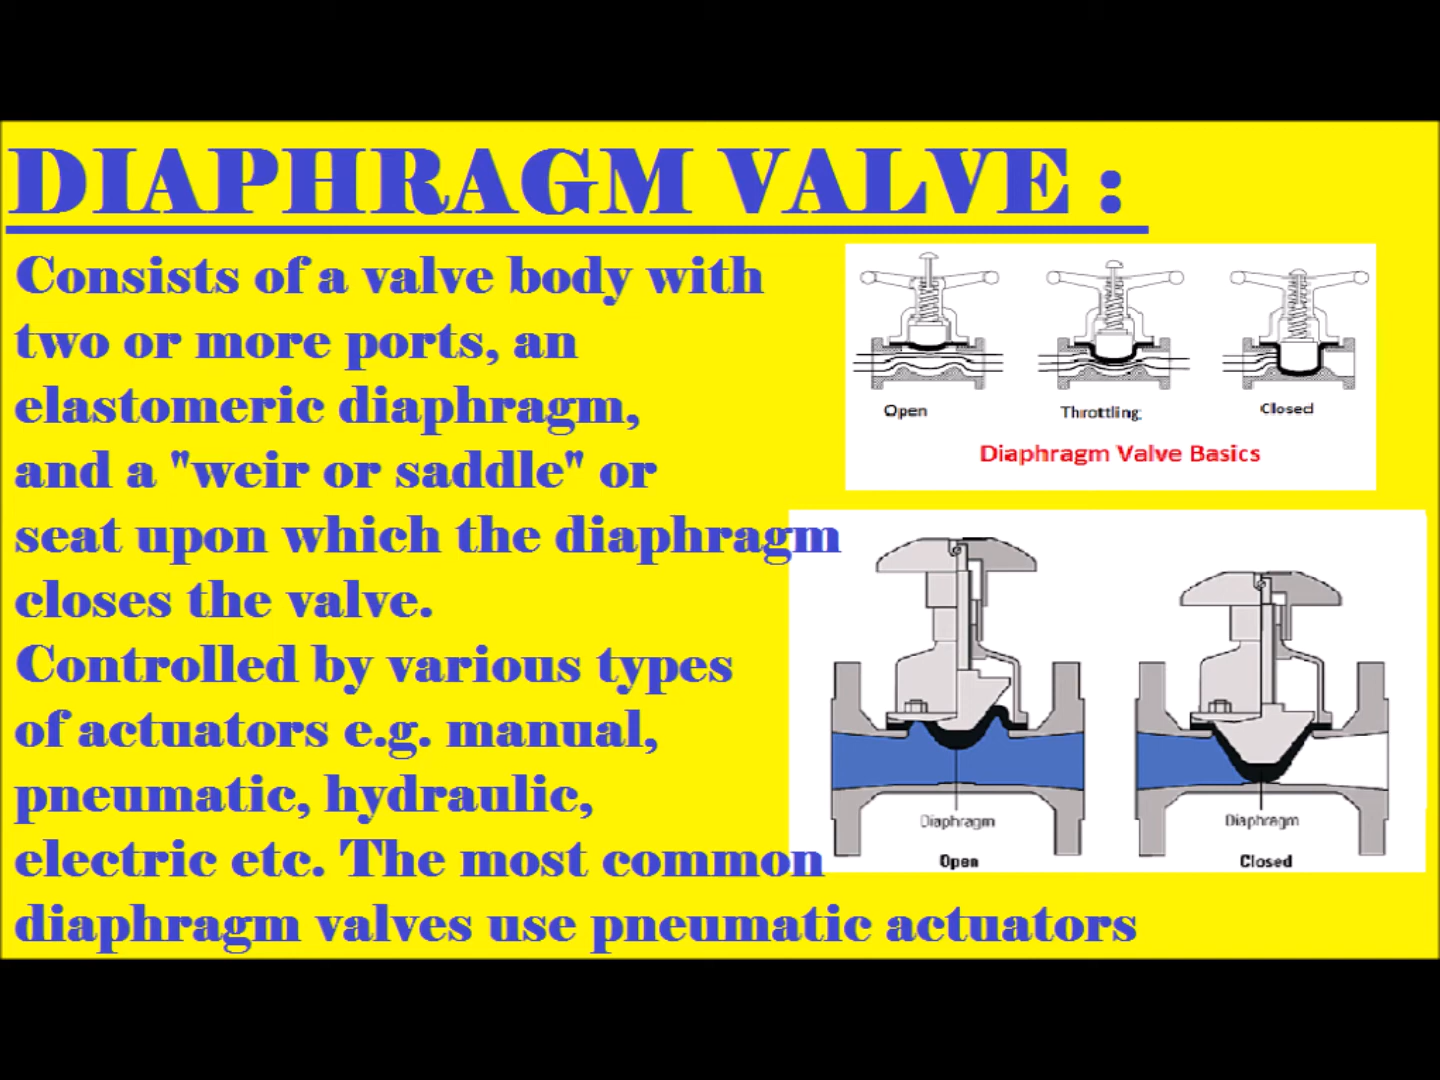 DIAPHRAGM VALVE :
Consists of a valve body with
two or more ports, an
elastomeric diaphragm,
and a "weir or saddle" or
seat upon which the diaphragm
closes the valve.
Controlled by various types
of actuators e.g. manual,
pneumatic, hydraulic,
electric etc. The most common
diaphragm valves use pneumatic actuators
Open Throttling Closed
Diaphragm Valve Basics
Diaphragm Diaphragm
Open Closed